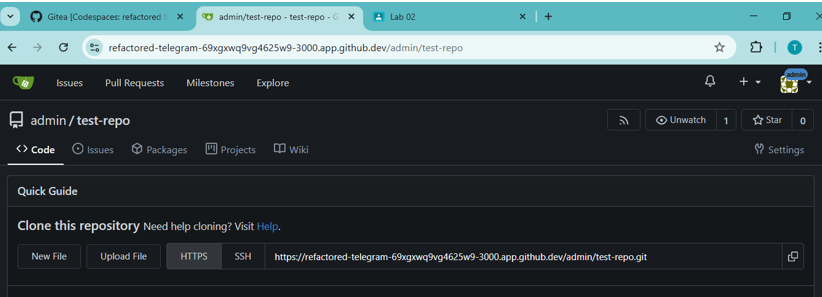 Gitea [Codespaces: refactored t
admin/test-repo - test-repo - G
Lab 02
refactored-telegram-69xgxwq9vg4625w9-3000.app.github.dev/admin/test-repo
T
Issues Pull Requests Milestones Explore
admin
admin / test-repo
Unwatch 1 Star 0
Code Issues Packages Projects Wiki Settings
Quick Guide
Clone this repository Need help cloning? Visit Help.
New File Upload File HTTPS SSH https://refactored-telegram-69xgxwq9vg4625w9-3000.app.github.dev/admin/test-repo.git